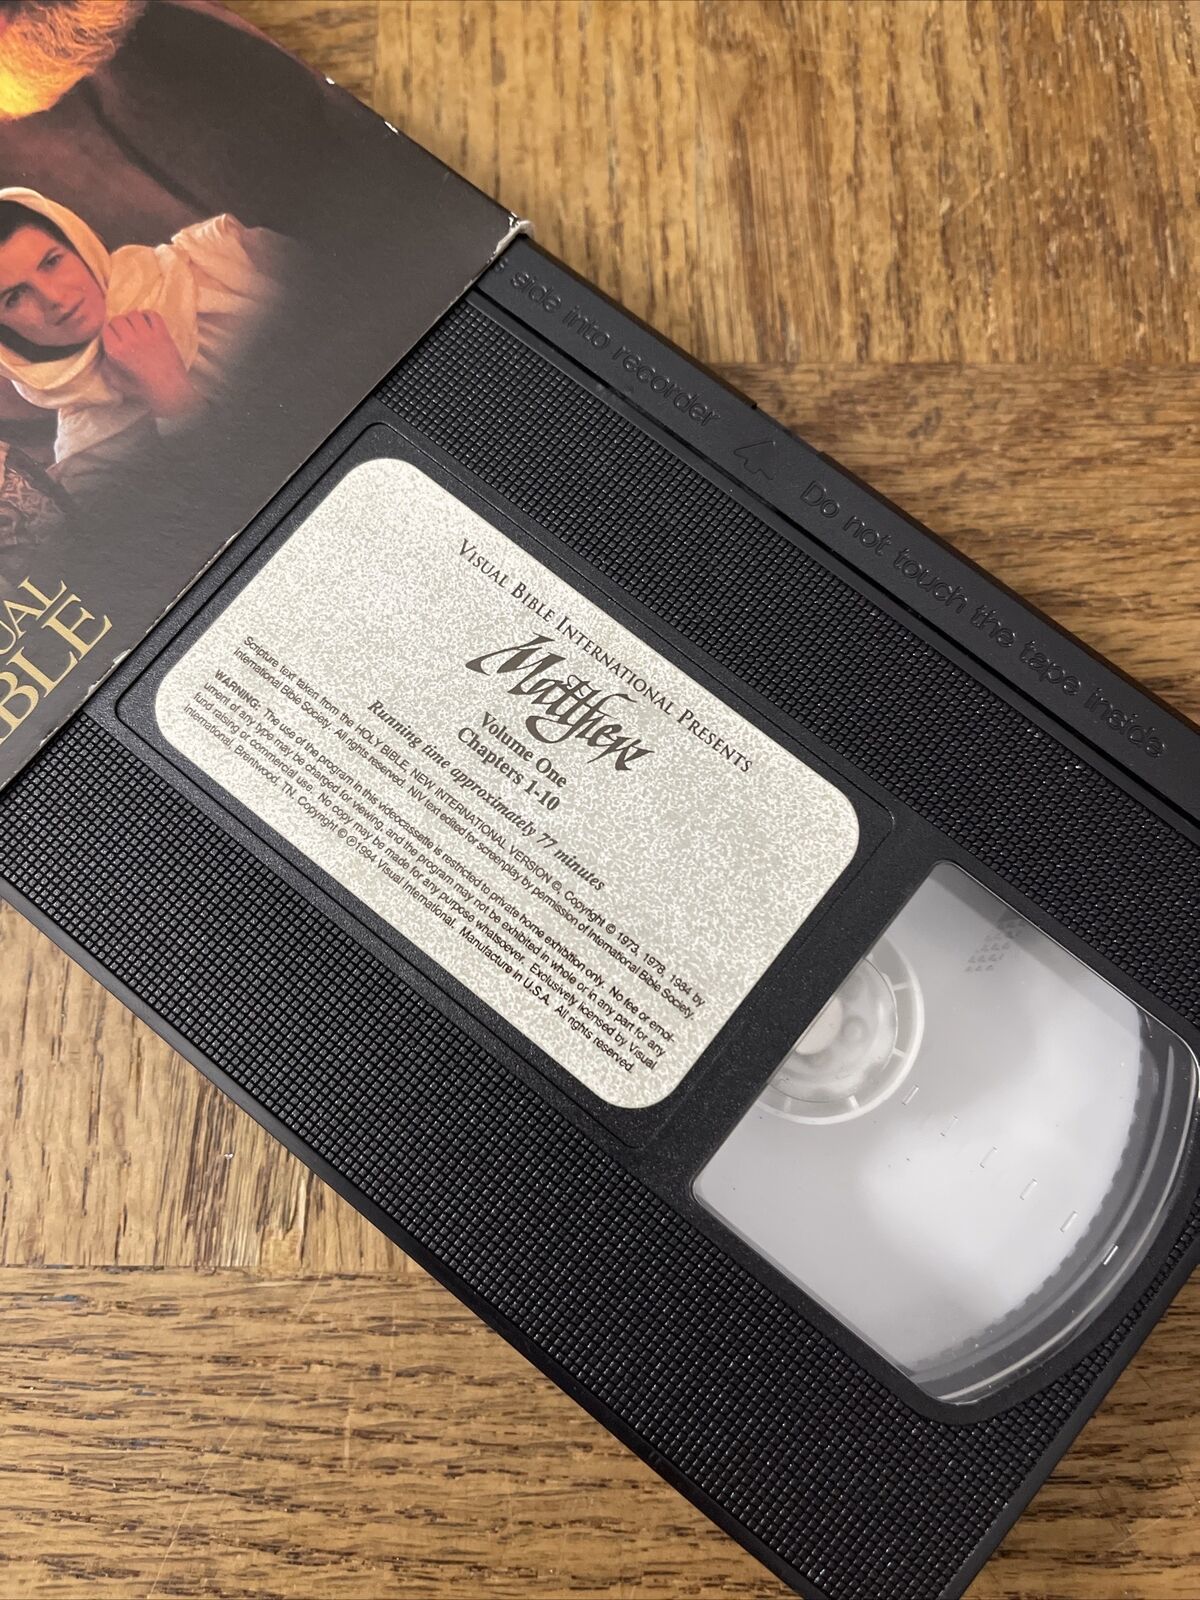 side into recorder
Do not touch the tape inside
UAL
BIBLE
VISUAL BIBLE INTERNATIONAL PRESENTS
Matthew
Volume One
Chapters 1-10
Running time approximately 77 minutes
Scripture text taken from the HOLY BIBLE, NEW INTERNATIONAL VERSION ©, Copyright © 1973, 1978, 1984 by
International Bible Society. All rights reserved. NIV text edited for screenplay by permission of International Bible Society.
WARNING: The use of the program in this videocassette is restricted to private home exhibition only. No fee or emol-
ument of any type may be charged for viewing, and the program may not be exhibited in whole or in any part for any
fund raising or commercial use. No copy may be made for any purpose whatsoever. Exclusively licensed by Visual
International, Brentwood, TN. Copyright © ℗1994 Visual International. Manufacture in U.S.A. All rights reserved.